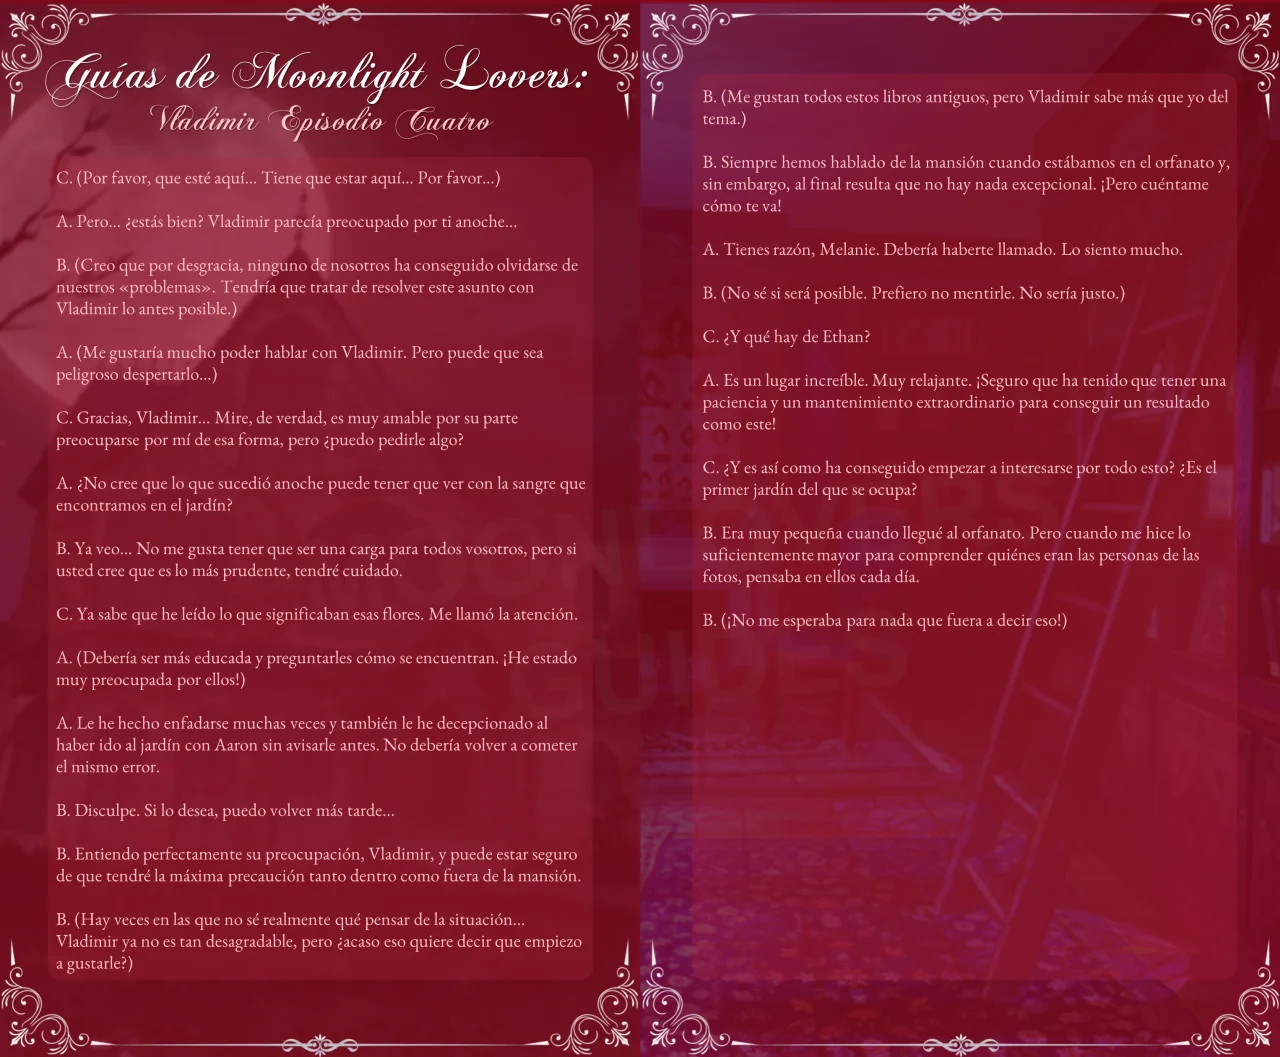 Guías de Moonlight Lovers:
Vladimir Episodio Cuatro
C. (Por favor, que esté aquí... Tiene que estar aquí... Por favor...)
A. Pero... ¿estás bien? Vladimir parecía preocupado por ti anoche...
B. (Creo que por desgracia, ninguno de nosotros ha conseguido olvidarse de
nuestros «problemas». Tendría que tratar de resolver este asunto con
Vladimir lo antes posible.)
A. (Me gustaría mucho poder hablar con Vladimir. Pero puede que sea
peligroso despertarlo...)
C. Gracias, Vladimir... Mire, de verdad, es muy amable por su parte
preocuparse por mí de esa forma, pero ¿puedo pedirle algo?
A. ¿No cree que lo que sucedió anoche puede tener que ver con la sangre que
encontramos en el jardín?
B. Ya veo... No me gusta tener que ser una carga para todos vosotros, pero si
usted cree que es lo más prudente, tendré cuidado.
C. Ya sabe que he leído lo que significaban esas flores. Me llamó la atención.
A. (Debería ser más educada y preguntarles cómo se encuentran. ¡He estado
muy preocupada por ellos!)
A. Le he hecho enfadarse muchas veces y también le he decepcionado al
haber ido al jardín con Aaron sin avisarle antes. No debería volver a cometer
el mismo error.
B. Disculpe. Si lo desea, puedo volver más tarde...
B. Entiendo perfectamente su preocupación, Vladimir, y puede estar seguro
de que tendré la máxima precaución tanto dentro como fuera de la mansión.
B. (Hay veces en las que no sé realmente qué pensar de la situación...
Vladimir ya no es tan desagradable, pero ¿acaso eso quiere decir que empiezo
a gustarle?)
B. (Me gustan todos estos libros antiguos, pero Vladimir sabe más que yo del
tema.)
B. Siempre hemos hablado de la mansión cuando estábamos en el orfanato y,
sin embargo, al final resulta que no hay nada excepcional. ¡Pero cuéntame
cómo te va!
A. Tienes razón, Melanie. Debería haberte llamado. Lo siento mucho.
B. (No sé si será posible. Prefiero no mentirle. No sería justo.)
C. ¿Y qué hay de Ethan?
A. Es un lugar increíble. Muy relajante. ¡Seguro que ha tenido que tener una
paciencia y un mantenimiento extraordinario para conseguir un resultado
como este!
C. ¿Y es así como ha conseguido empezar a interesarse por todo esto? ¿Es el
primer jardín del que se ocupa?
B. Era muy pequeña cuando llegué al orfanato. Pero cuando me hice lo
suficientemente mayor para comprender quiénes eran las personas de las
fotos, pensaba en ellos cada día.
B. (¡No me esperaba para nada que fuera a decir eso!)